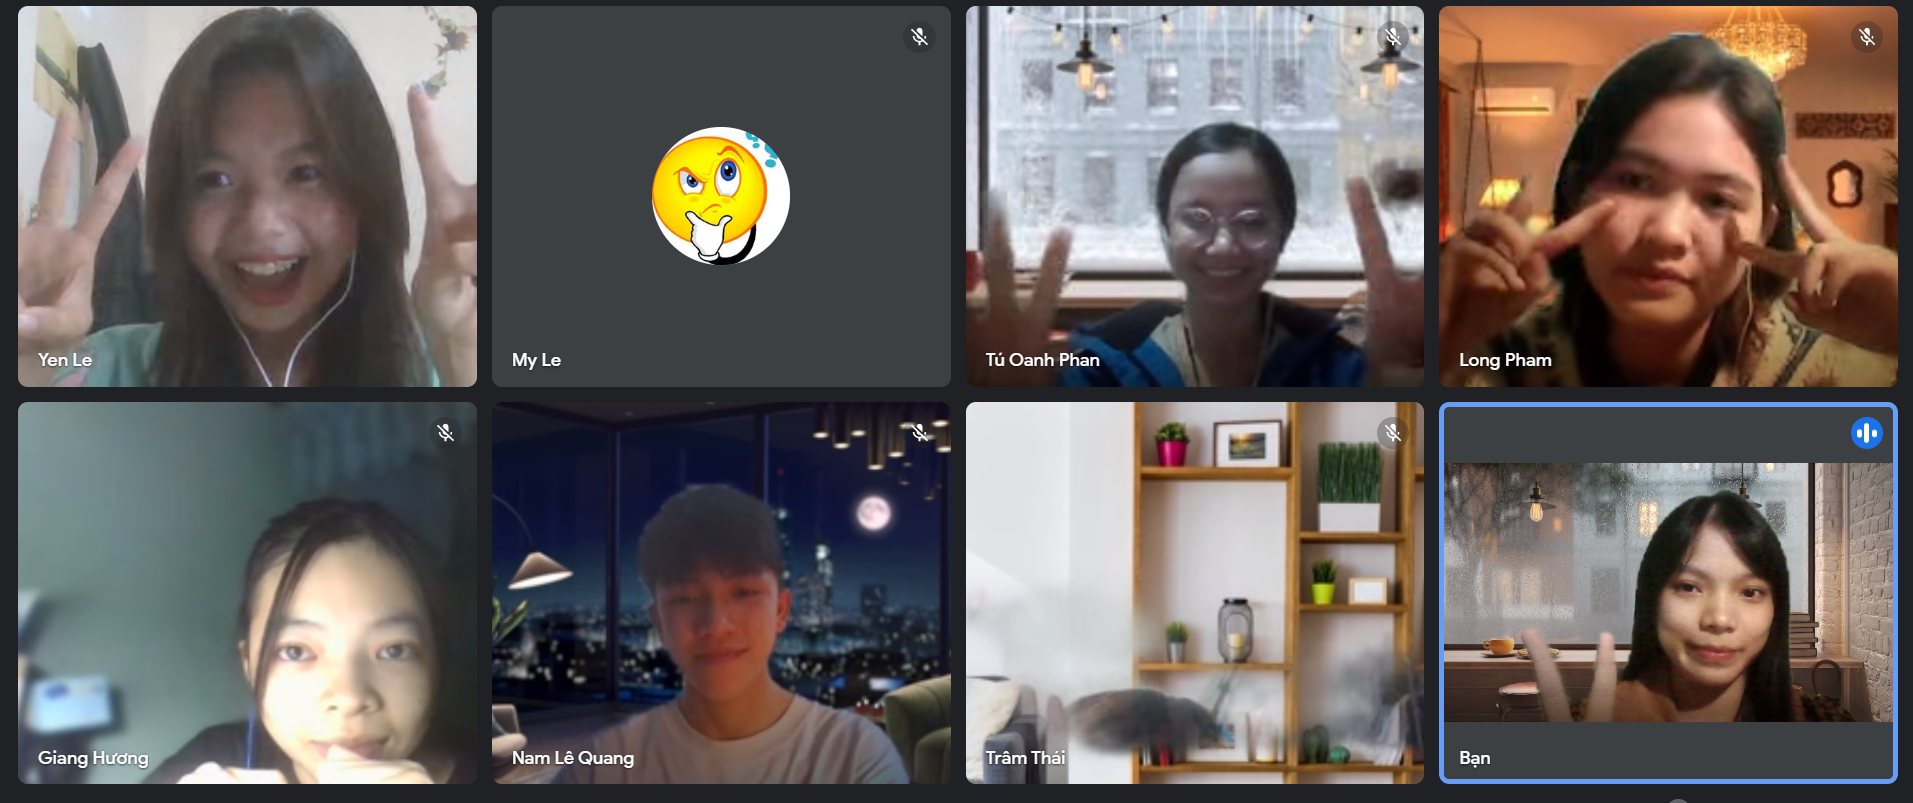 Yen Le
My Le
Tú Oanh Phan
Long Pham
Giang Hương
Nam Lê Quang
Trâm Thái
Bạn